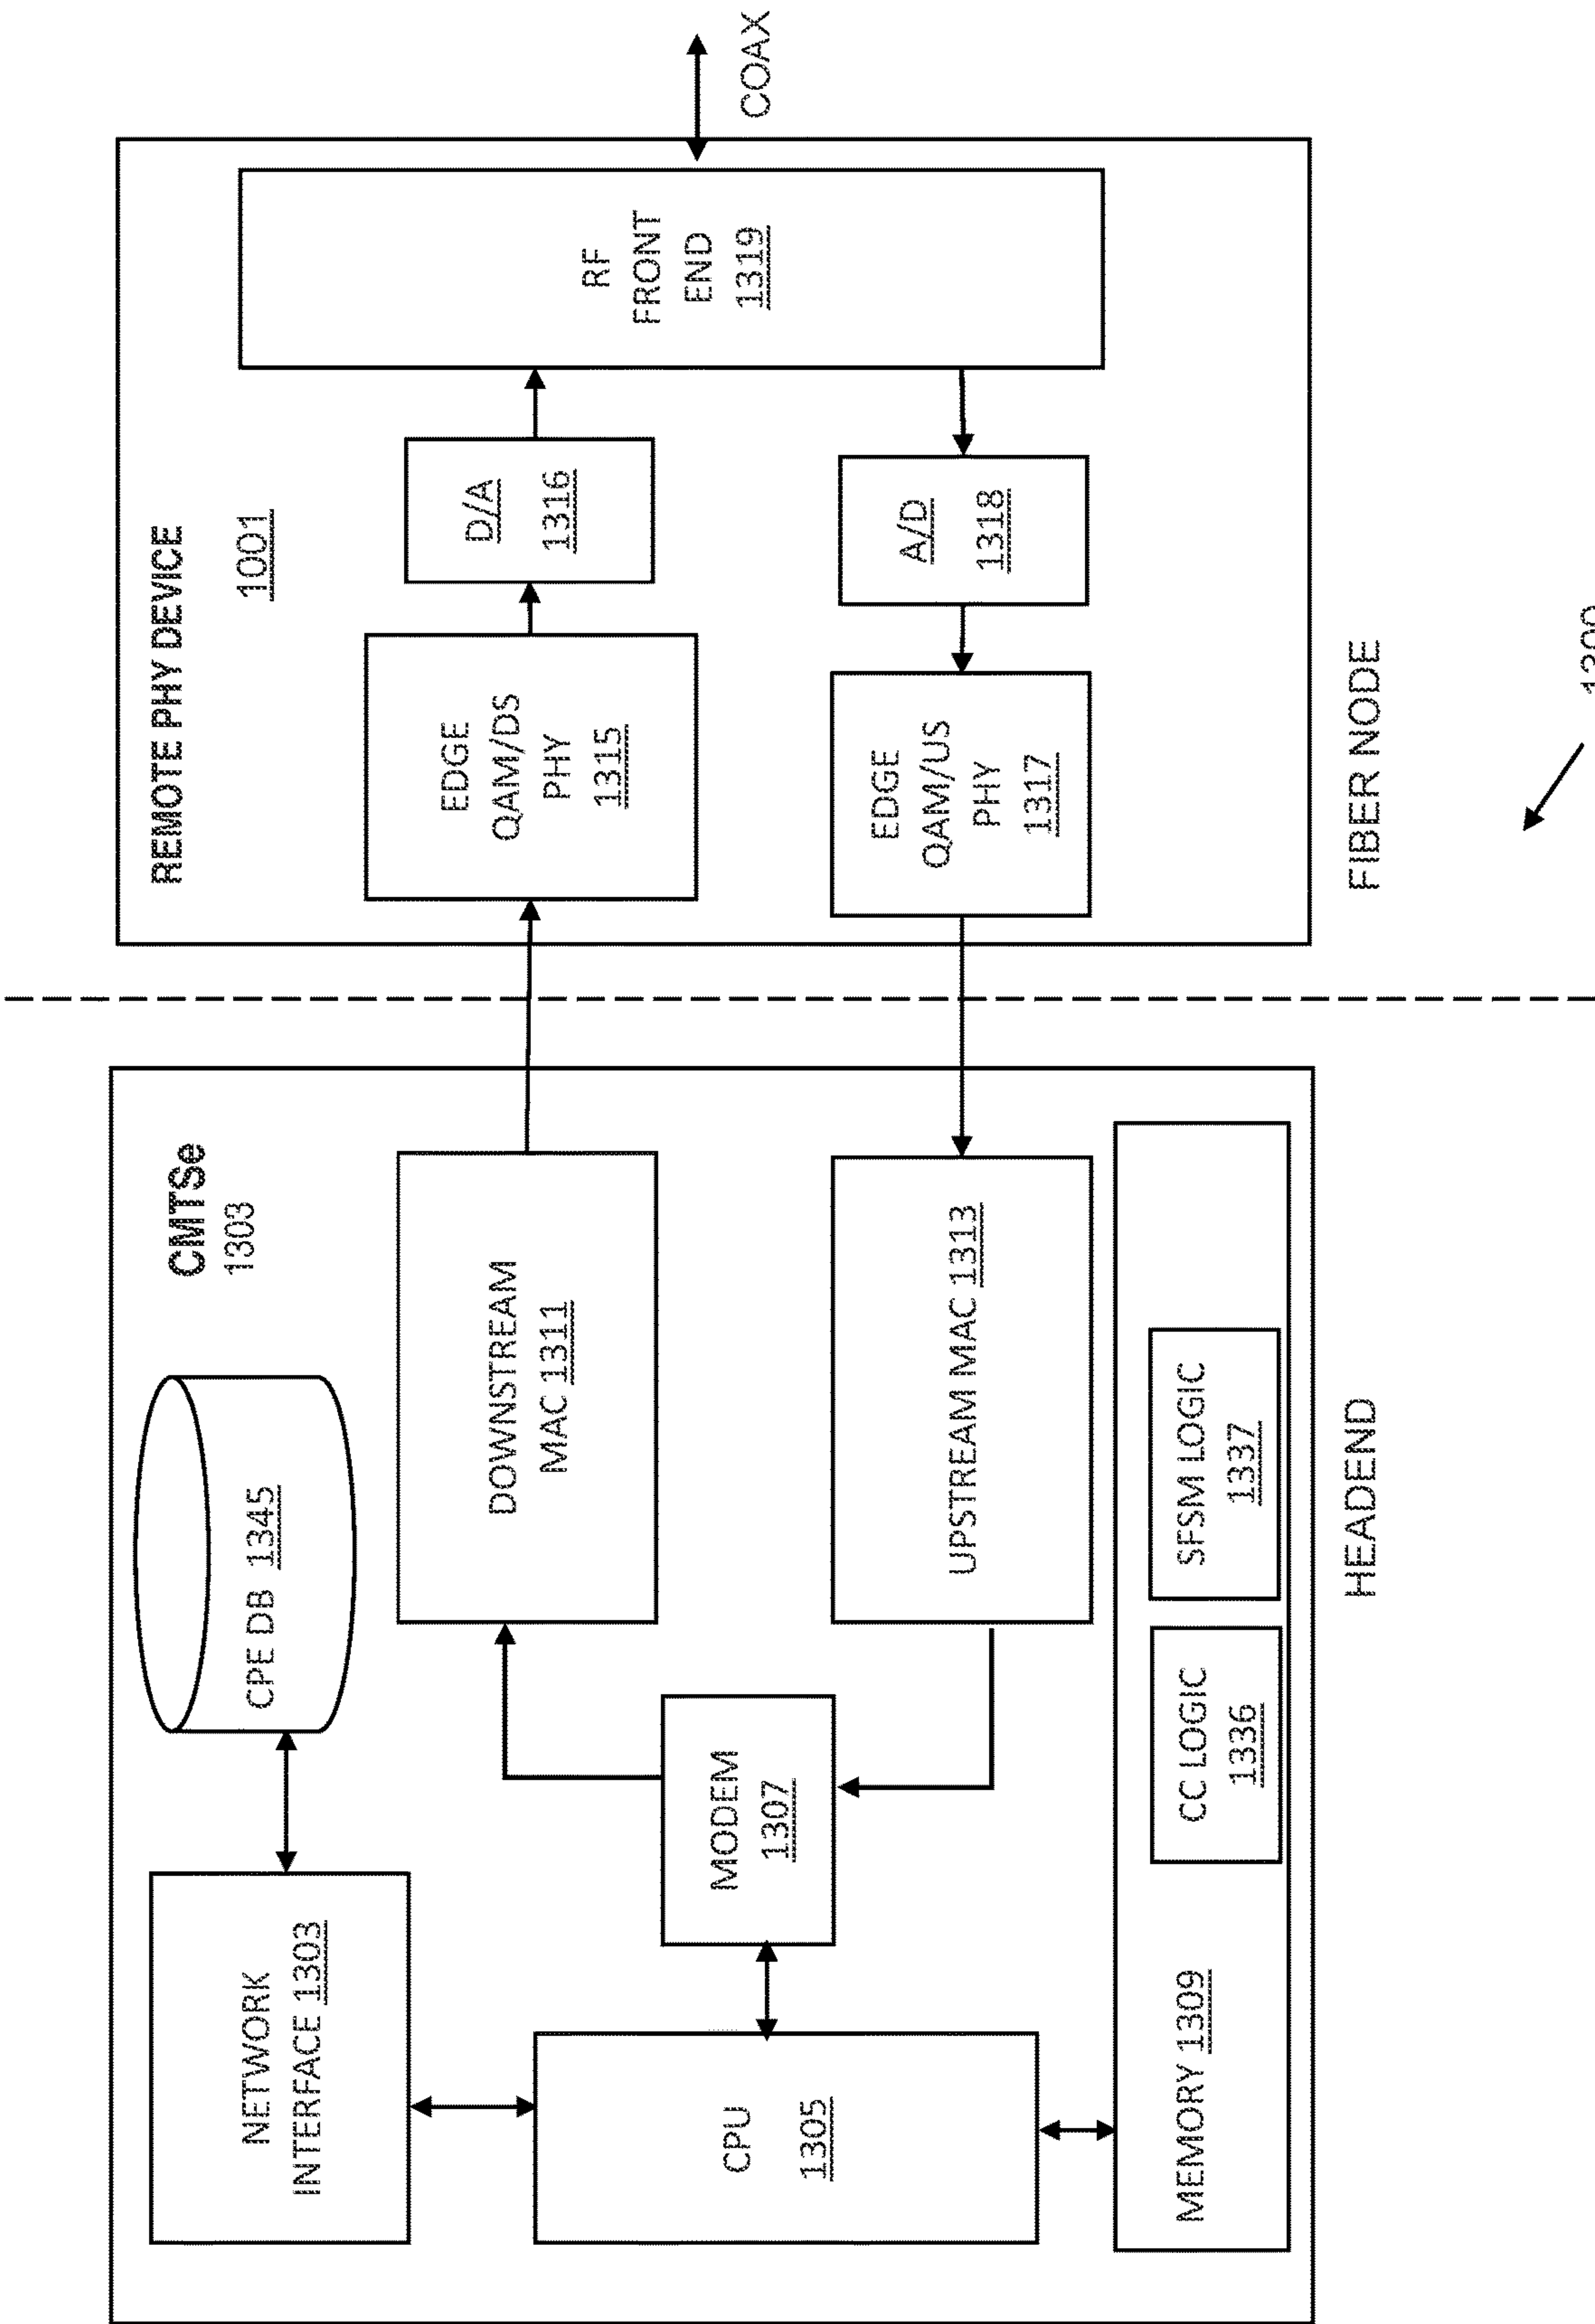 CMTSe
1303
NETWORK
INTERFACE 1303
CPE DB 1345
CPU
1305
MODEM
1307
DOWNSTREAM
MAC 1311
UPSTREAM MAC 1313
MEMORY 1309
CC LOGIC
1336
SFSM LOGIC
1337
HEADEND
REMOTE PHY DEVICE
1001
EDGE
QAM/DS
PHY
1315
D/A
1316
EDGE
QAM/US
PHY
1317
A/D
1318
RF
FRONT
END
1319
COAX
FIBER NODE